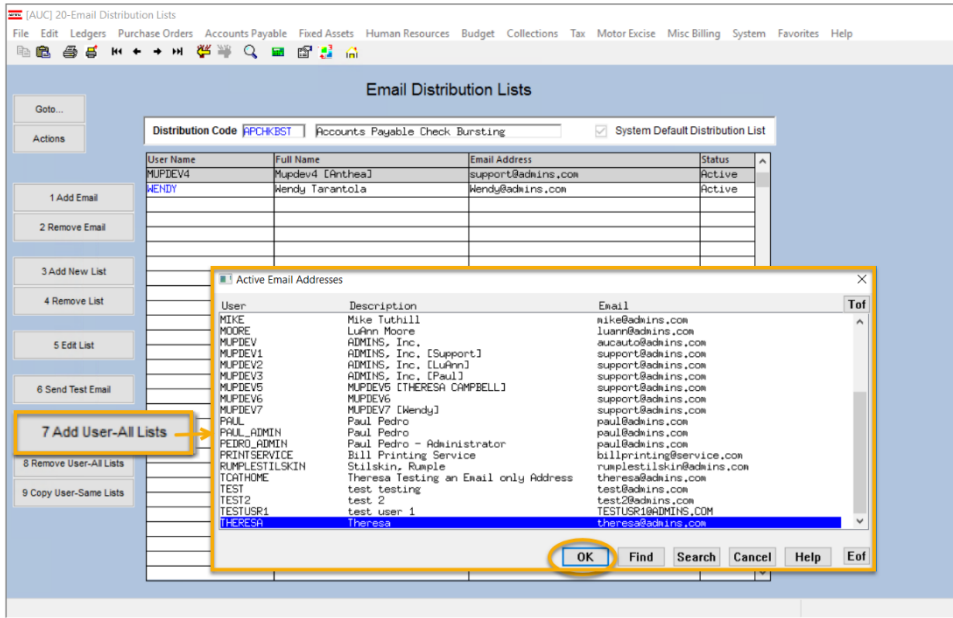 [AUC] 20-Email Distribution Lists
File Edit Ledgers Purchase Orders Accounts Payable Fixed Assets Human Resources Budget Collections Tax Motor Excise Misc Billing System Favorites Help
Email Distribution Lists
Goto...
Actions
Distribution Code APCHKBST Accounts Payable Check Bursting System Default Distribution List
User Name Full Name Email Address Status
MUPDEV4 Mupdev4 [Anthea] support@admins.com Active
WENDY Wendy Tarantola Wendy@admins.com Active
1 Add Email
2 Remove Email
3 Add New List
4 Remove List
5 Edit List
6 Send Test Email
7 Add User-All Lists
8 Remove User-All Lists
9 Copy User-Same Lists
Active Email Addresses
User Description Email Tof
MIKE Mike Tuthill mike@admins.com
MOORE LuAnn Moore luann@admins.com
MUPDEV ADMINS, Inc. aucauto@admins.com
MUPDEV1 ADMINS, Inc. [Support] support@admins.com
MUPDEV2 ADMINS, Inc. [LuAnn] support@admins.com
MUPDEV3 ADMINS, Inc. [Paul] support@admins.com
MUPDEV5 MUPDEV5 [THERESA CAMPBELL] support@admins.com
MUPDEV6 MUPDEV6 support@admins.com
MUPDEV7 MUPDEV7 [Wendy] support@admins.com
PAUL Paul Pedro paul@admins.com
PAUL_ADMIN Paul Pedro paul@admins.com
PEDRO_ADMIN Paul Pedro - Administrator paul@admins.com
PRINTSERVICE Bill Printing Service billprinting@service.com
RUMPLESTILSKIN Stilskin, Rumple rumplestilskin@admins.com
TCATHOME Theresa Testing an Email only Address theresa@admins.com
TEST test testing test@admins.com
TEST2 test 2 test2@admins.com
TESTUSR1 test user 1 TESTUSR1@ADMINS.COM
THERESA Theresa theresa@admins.com
OK Find Search Cancel Help Eof